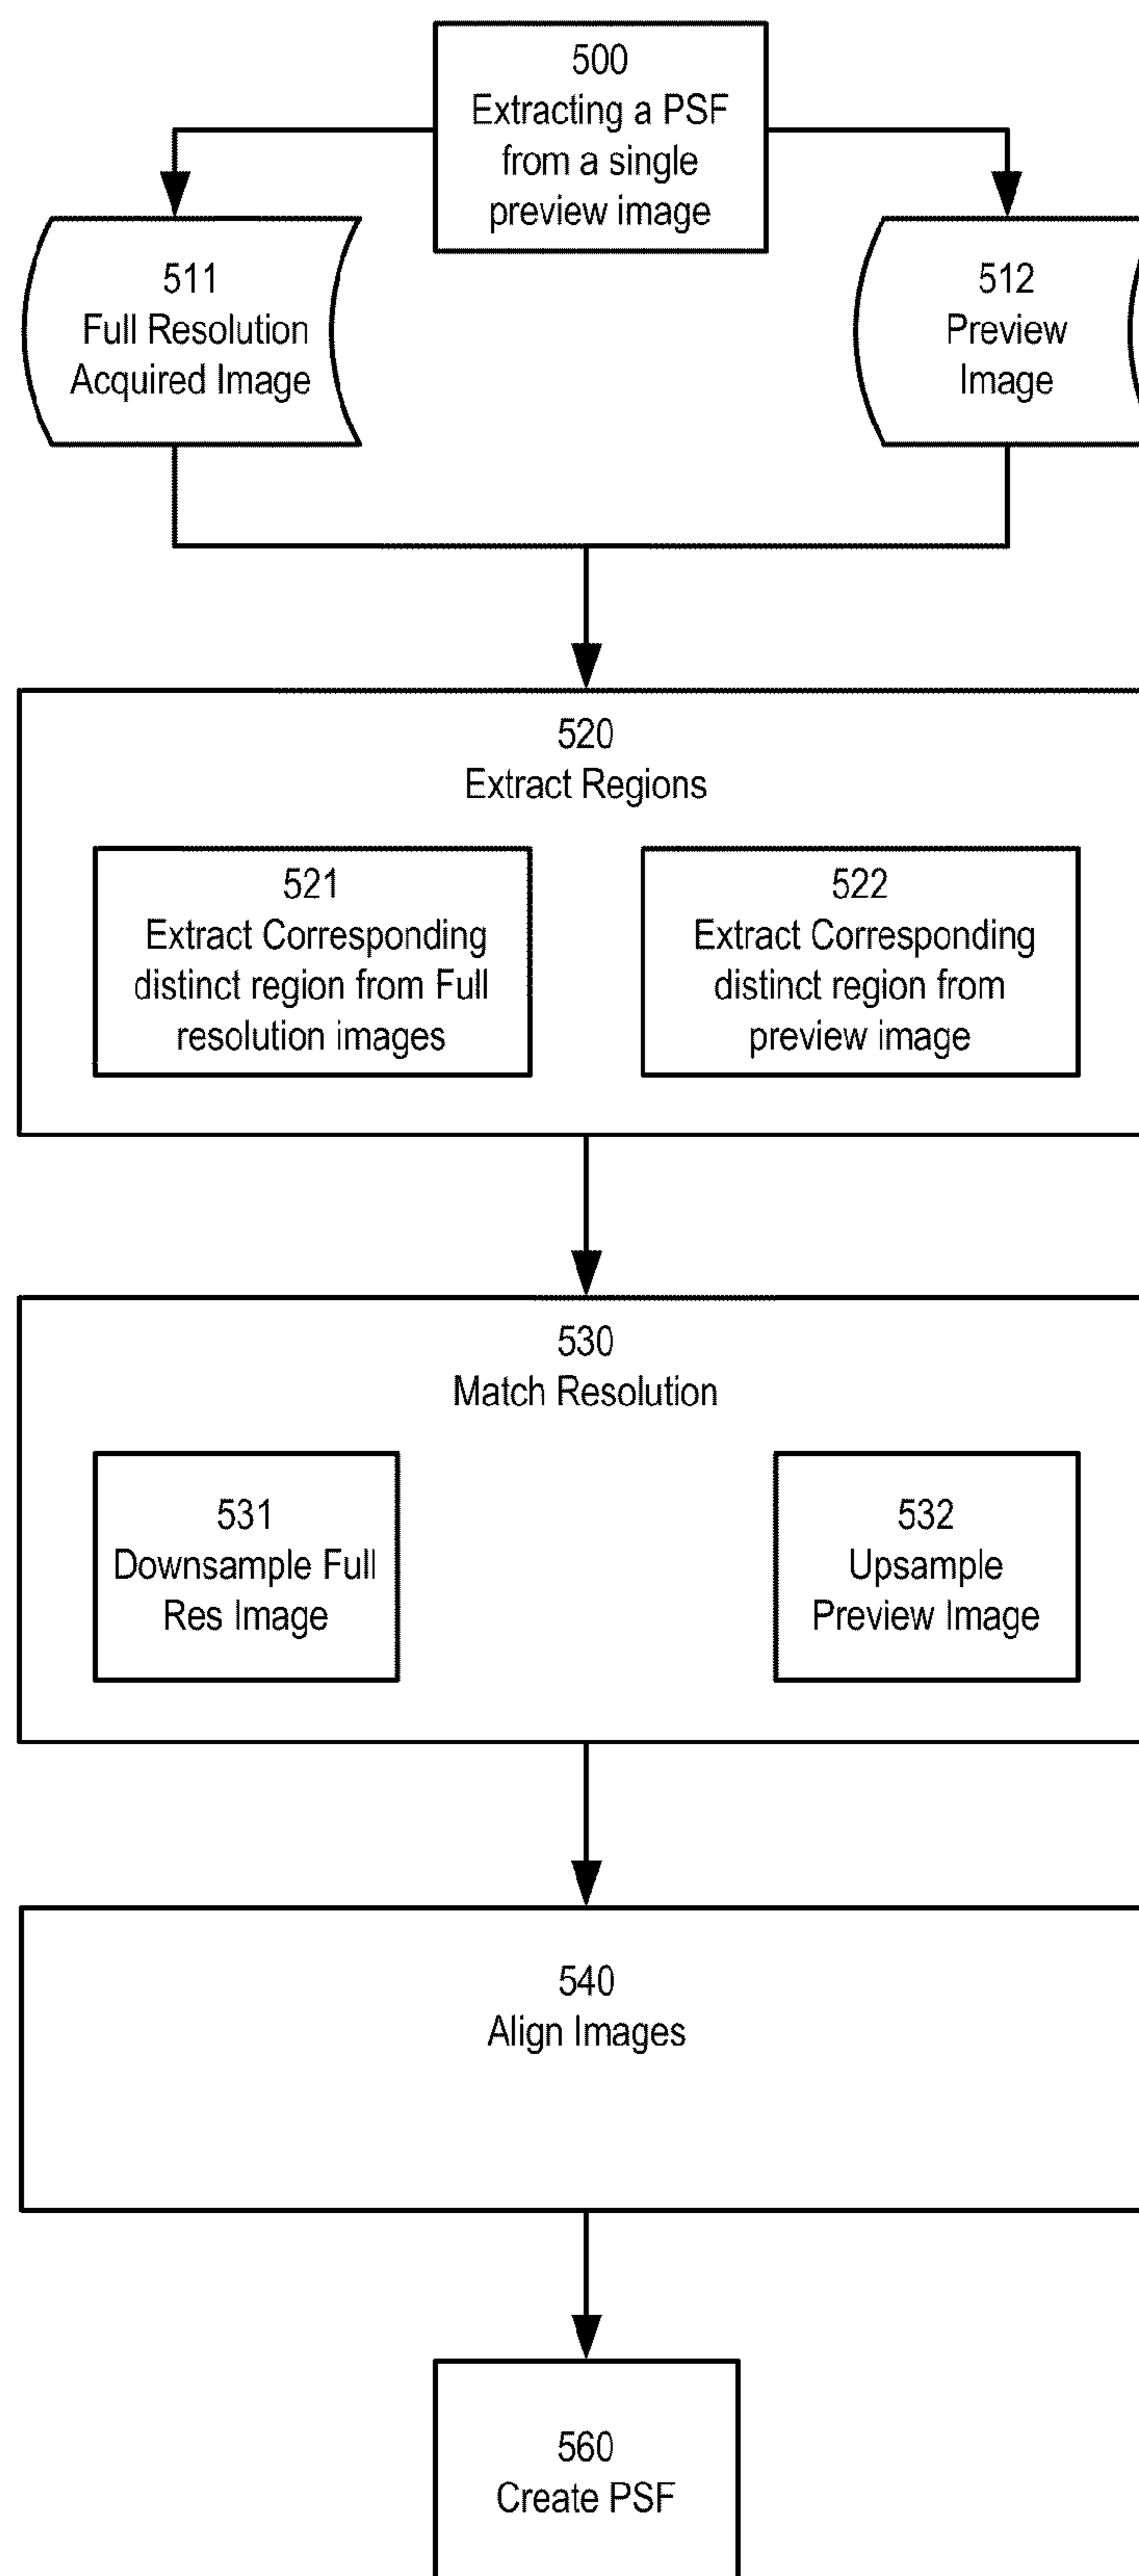 500
Extracting a PSF
from a single
preview image
511
Full Resolution
Acquired Image
512
Preview
Image
520
Extract Regions
521
Extract Corresponding
distinct region from Full
resolution images
522
Extract Corresponding
distinct region from
preview image
530
Match Resolution
531
Downsample Full
Res Image
532
Upsample
Preview Image
540
Align Images
560
Create PSF